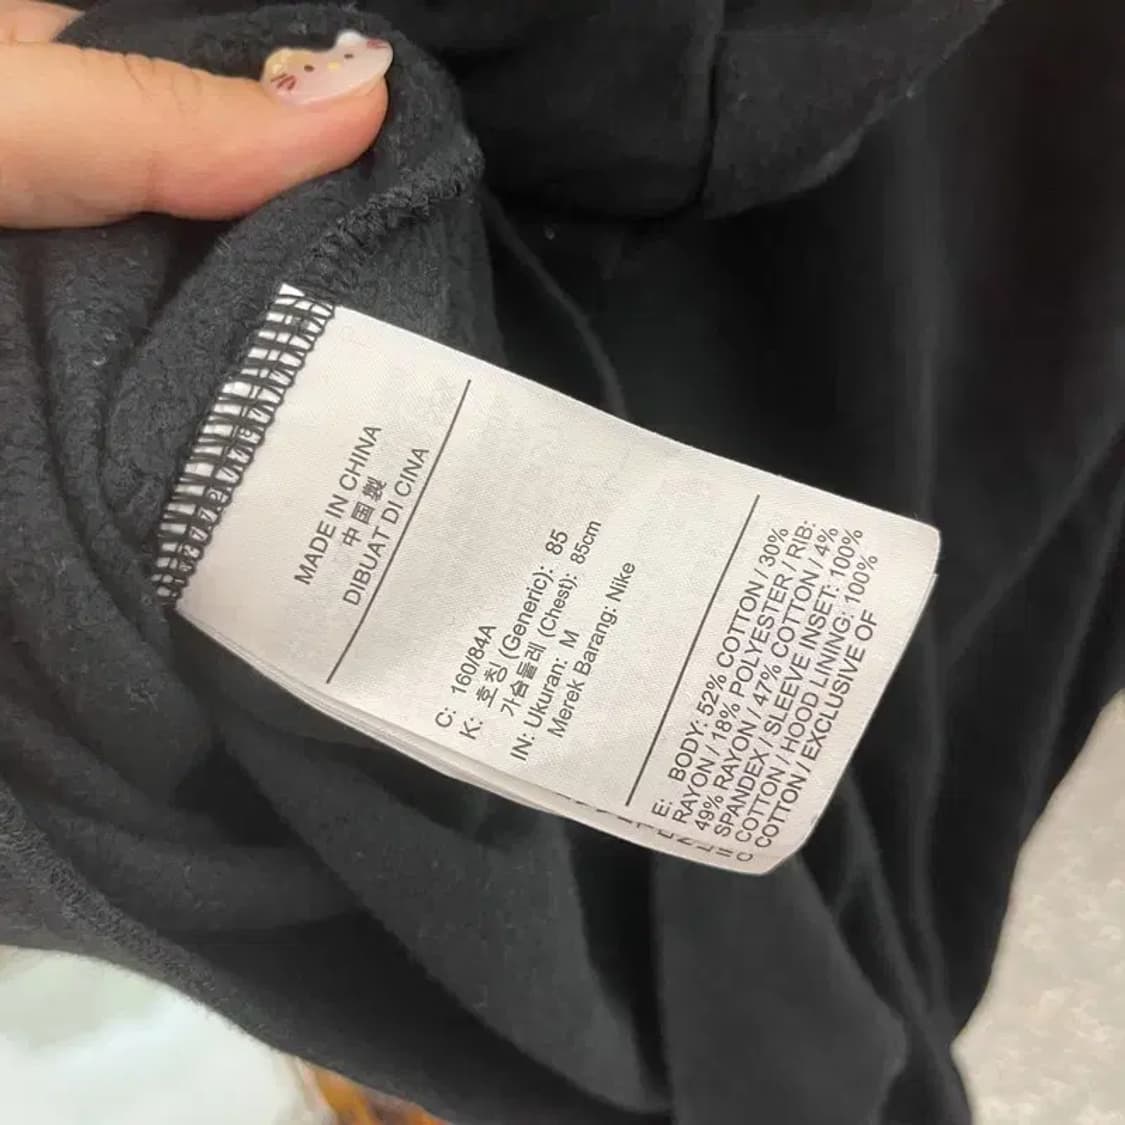 MADE IN CHINA
中国製
DIBUAT DI CINA
C: 160/84A
K: 호칭 (Generic): 85
가슴둘레 (Chest): 85cm
IN: Ukuran: M
Merek Barang: Nike
E: BODY: 52% COTTON / 30%
RAYON / 18% POLYESTER / RIB:
49% RAYON / 47% COTTON / 4%
SPANDEX / SLEEVE INSET: 100%
COTTON / HOOD LINING: 100%
COTTON / EXCLUSIVE OF